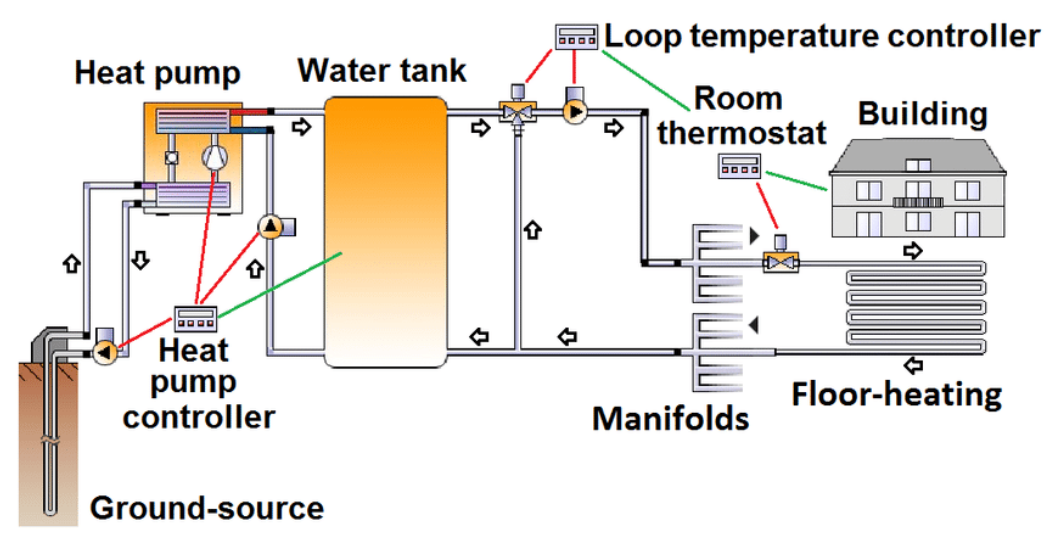 Loop temperature controller
Heat pump
Water tank
Room
thermostat
Building
Heat
pump
controller
Manifolds
Floor-heating
Ground-source